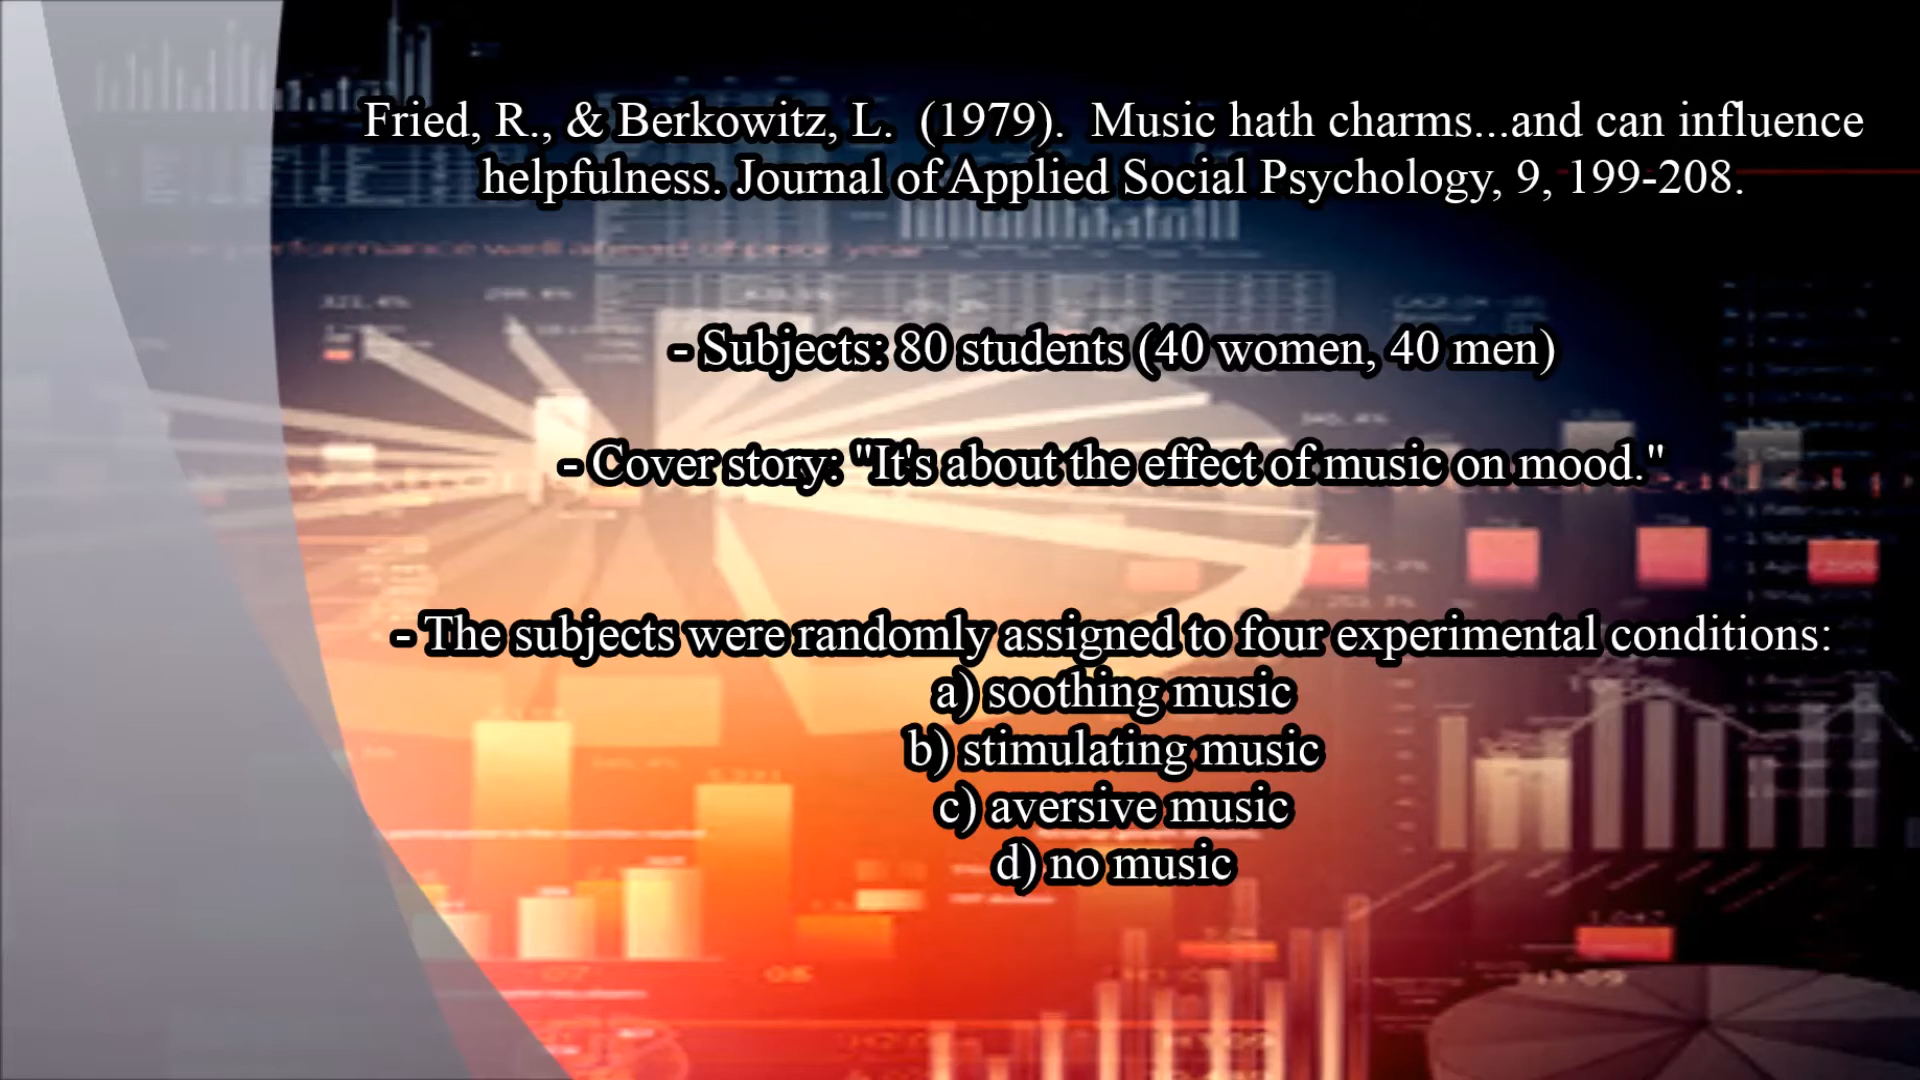 Fried, R., & Berkowitz, L. (1979). Music hath charms...and can influence
helpfulness. Journal of Applied Social Psychology, 9, 199-208.
- Subjects: 80 students (40 women, 40 men)
- Cover story: "It's about the effect of music on mood."
- The subjects were randomly assigned to four experimental conditions:
a) soothing music
b) stimulating music
c) aversive music
d) no music